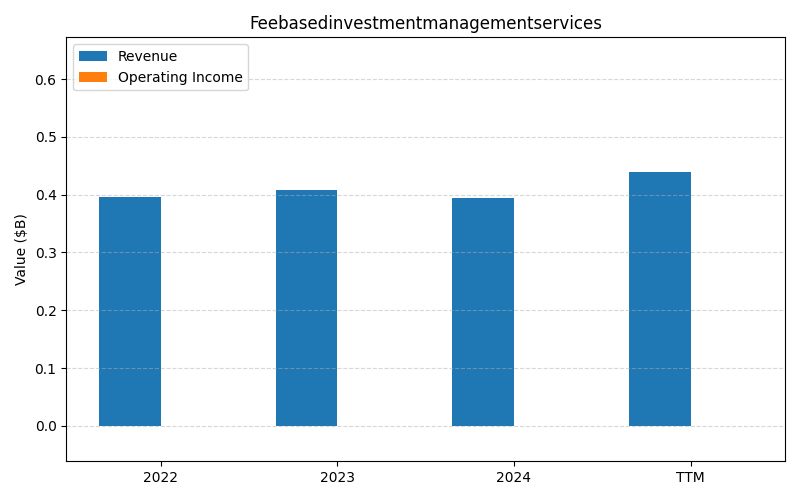 Feebasedinvestmentmanagementservices
Revenue
Operating Income
Value ($B)
0.6
0.5
0.4
0.3
0.2
0.1
0.0
2022
2023
2024
TTM